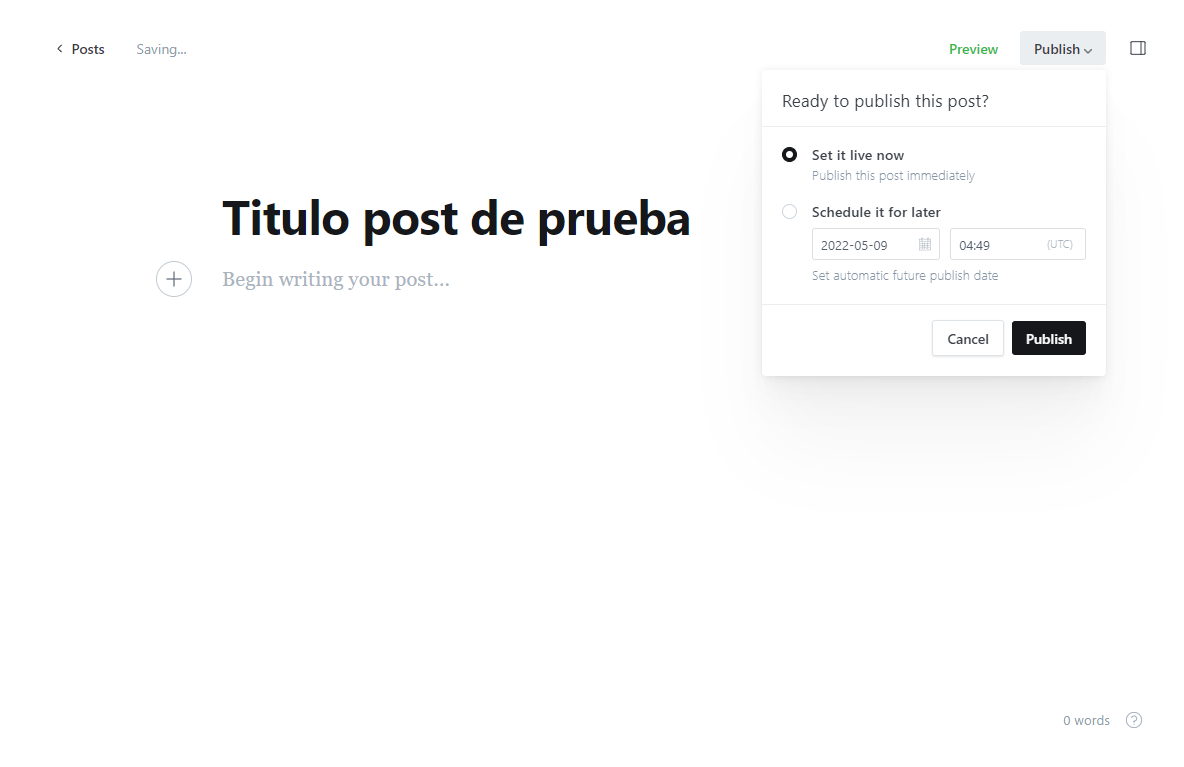 Posts
Saving...
Preview
Publish
Ready to publish this post?
Set it live now
Publish this post immediately
Titulo post de prueba
Schedule it for later
2022-05-09
04:49 (UTC)
Begin writing your post...
Set automatic future publish date
Cancel
Publish
0 words
?